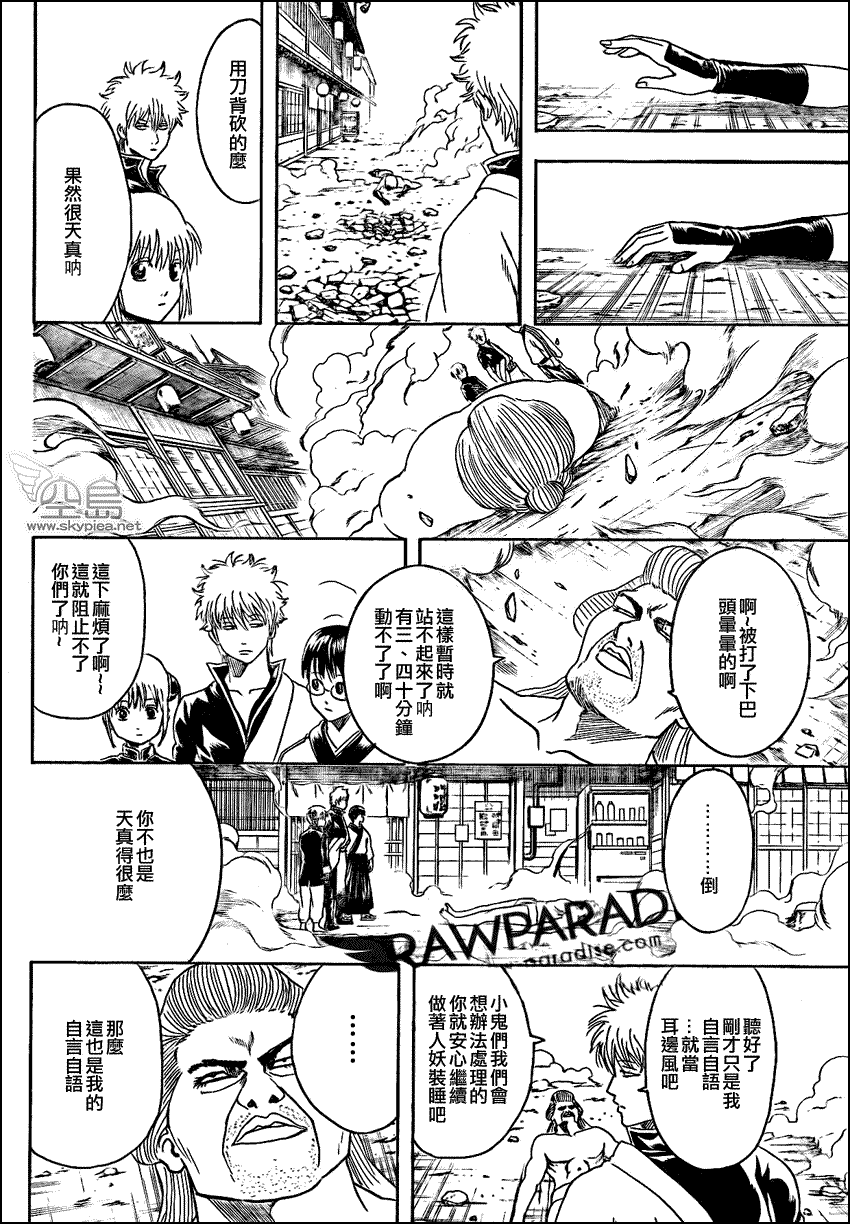 用刀背砍的麼
果然很天真吶
空島
www.skypiea.net
啊~被打了下巴
頭暈暈的啊
這樣暫時就
站不起來了吶
有三、四十分鐘
動不了了啊
這下麻煩了啊~~
這就阻止不了
你們了吶~
………倒
你不也是
天真得很麼
RAWPARADI
paradise.com
聽好了
剛才只是我
自言自語
…就當
耳邊風吧
小鬼們我們會
想辦法處理的
你就安心繼續
做著人妖裝睡吧
……
那麼
這也是我的
自言自語